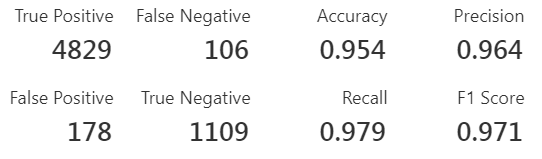 True Positive False Negative Accuracy Precision
4829 106 0.954 0.964
False Positive True Negative Recall F1 Score
178 1109 0.979 0.971